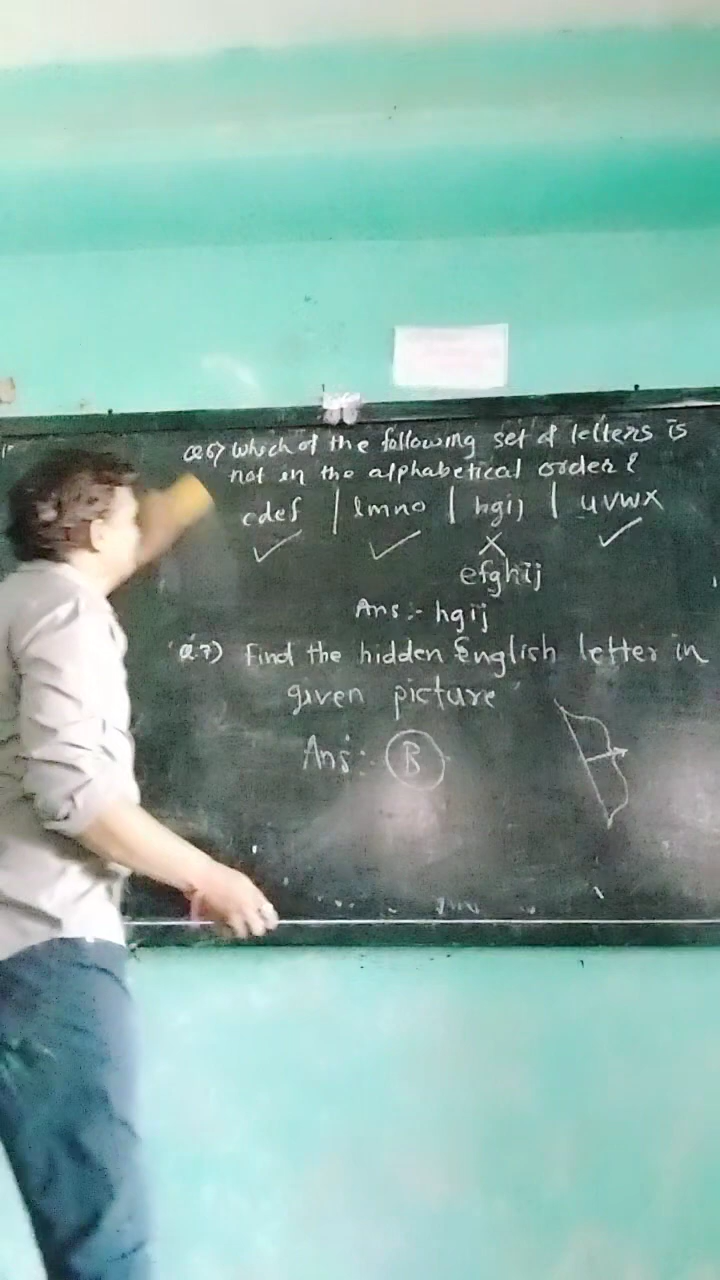 Q6) Which of the following set of letters is
not in the alphabetical order?
cdef | lmno | hgij | uvwx
efghij
Ans:- hgij
Q.7) Find the hidden English letter in
given picture
Ans:- B